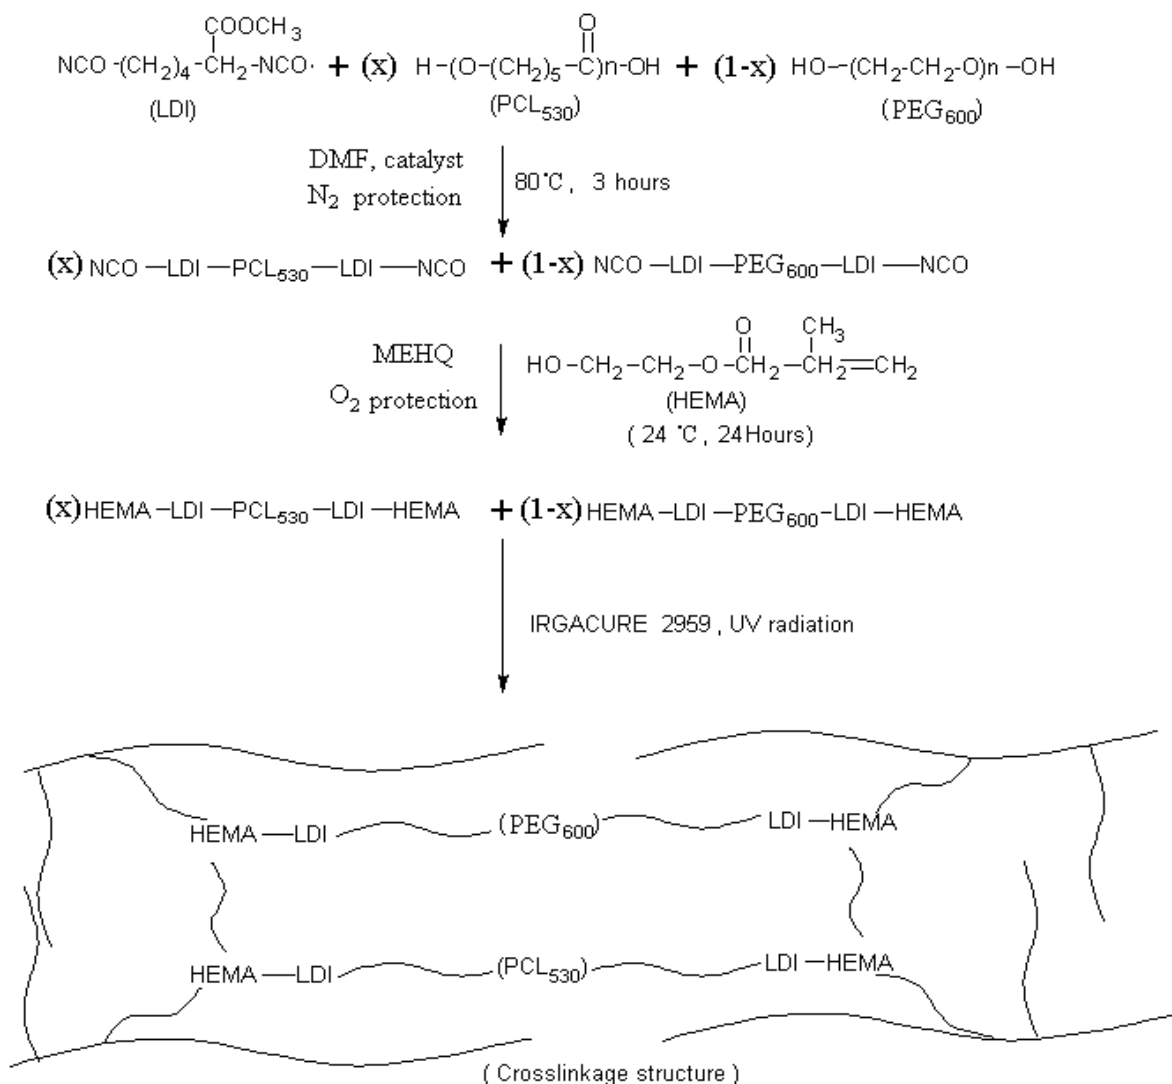 COOCH3
NCO-(CH2)4-CH2-NCO· + (x) H-(O-(CH2)5-C)n-OH + (1-x) HO-(CH2-CH2-O)n-OH
O
(LDI) (PCL530) (PEG600)
DMF, catalyst
N2 protection
80°C, 3 hours
(x) NCO-LDI-PCL530-LDI-NCO + (1-x) NCO-LDI-PEG600-LDI-NCO
MEHQ
O2 protection
O CH3
HO-CH2-CH2-O-CH2-CH2=CH2
(HEMA)
( 24 °C, 24Hours)
(x)HEMA-LDI-PCL530-LDI-HEMA + (1-x) HEMA-LDI-PEG600-LDI-HEMA
IRGACURE 2959, UV radiation
HEMA-LDI (PEG600) LDI-HEMA
HEMA-LDI (PCL530) LDI-HEMA
( Crosslinkage structure )